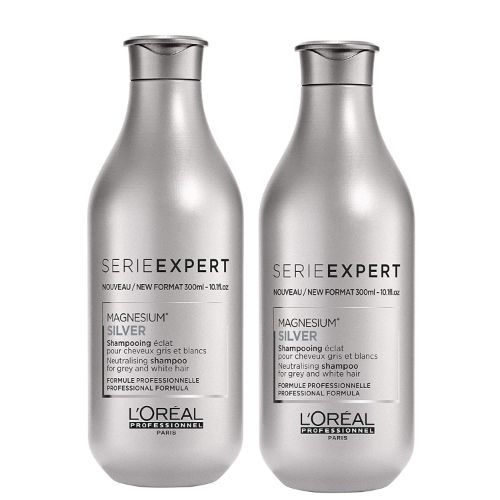 SERIEEXPERT
NOUVEAU / NEW FORMAT 300ml - 10.1fl.oz
MAGNESIUM*
SILVER
Shampooing éclat
pour cheveux gris et blancs
Neutralising shampoo
for grey and white hair
FORMULE PROFESSIONNELLE
PROFESSIONAL FORMULA
L'ORÉAL
PROFESSIONNEL
PARIS
SERIEEXPERT
NOUVEAU / NEW FORMAT 300ml - 10.1fl.oz
MAGNESIUM*
SILVER
Shampooing éclat
pour cheveux gris et blancs
Neutralising shampoo
for grey and white hair
FORMULE PROFESSIONNELLE
PROFESSIONAL FORMULA
L'ORÉAL
PROFESSIONNEL
PARIS